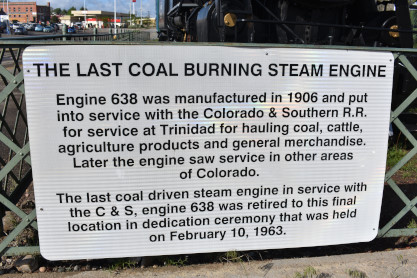 THE LAST COAL BURNING STEAM ENGINE
Engine 638 was manufactured in 1906 and put
into service with the Colorado & Southern R.R.
for service at Trinidad for hauling coal, cattle,
agriculture products and general merchandise.
Later the engine saw service in other areas
of Colorado.
The last coal driven steam engine in service with
the C & S, engine 638 was retired to this final
location in dedication ceremony that was held
on February 10, 1963.